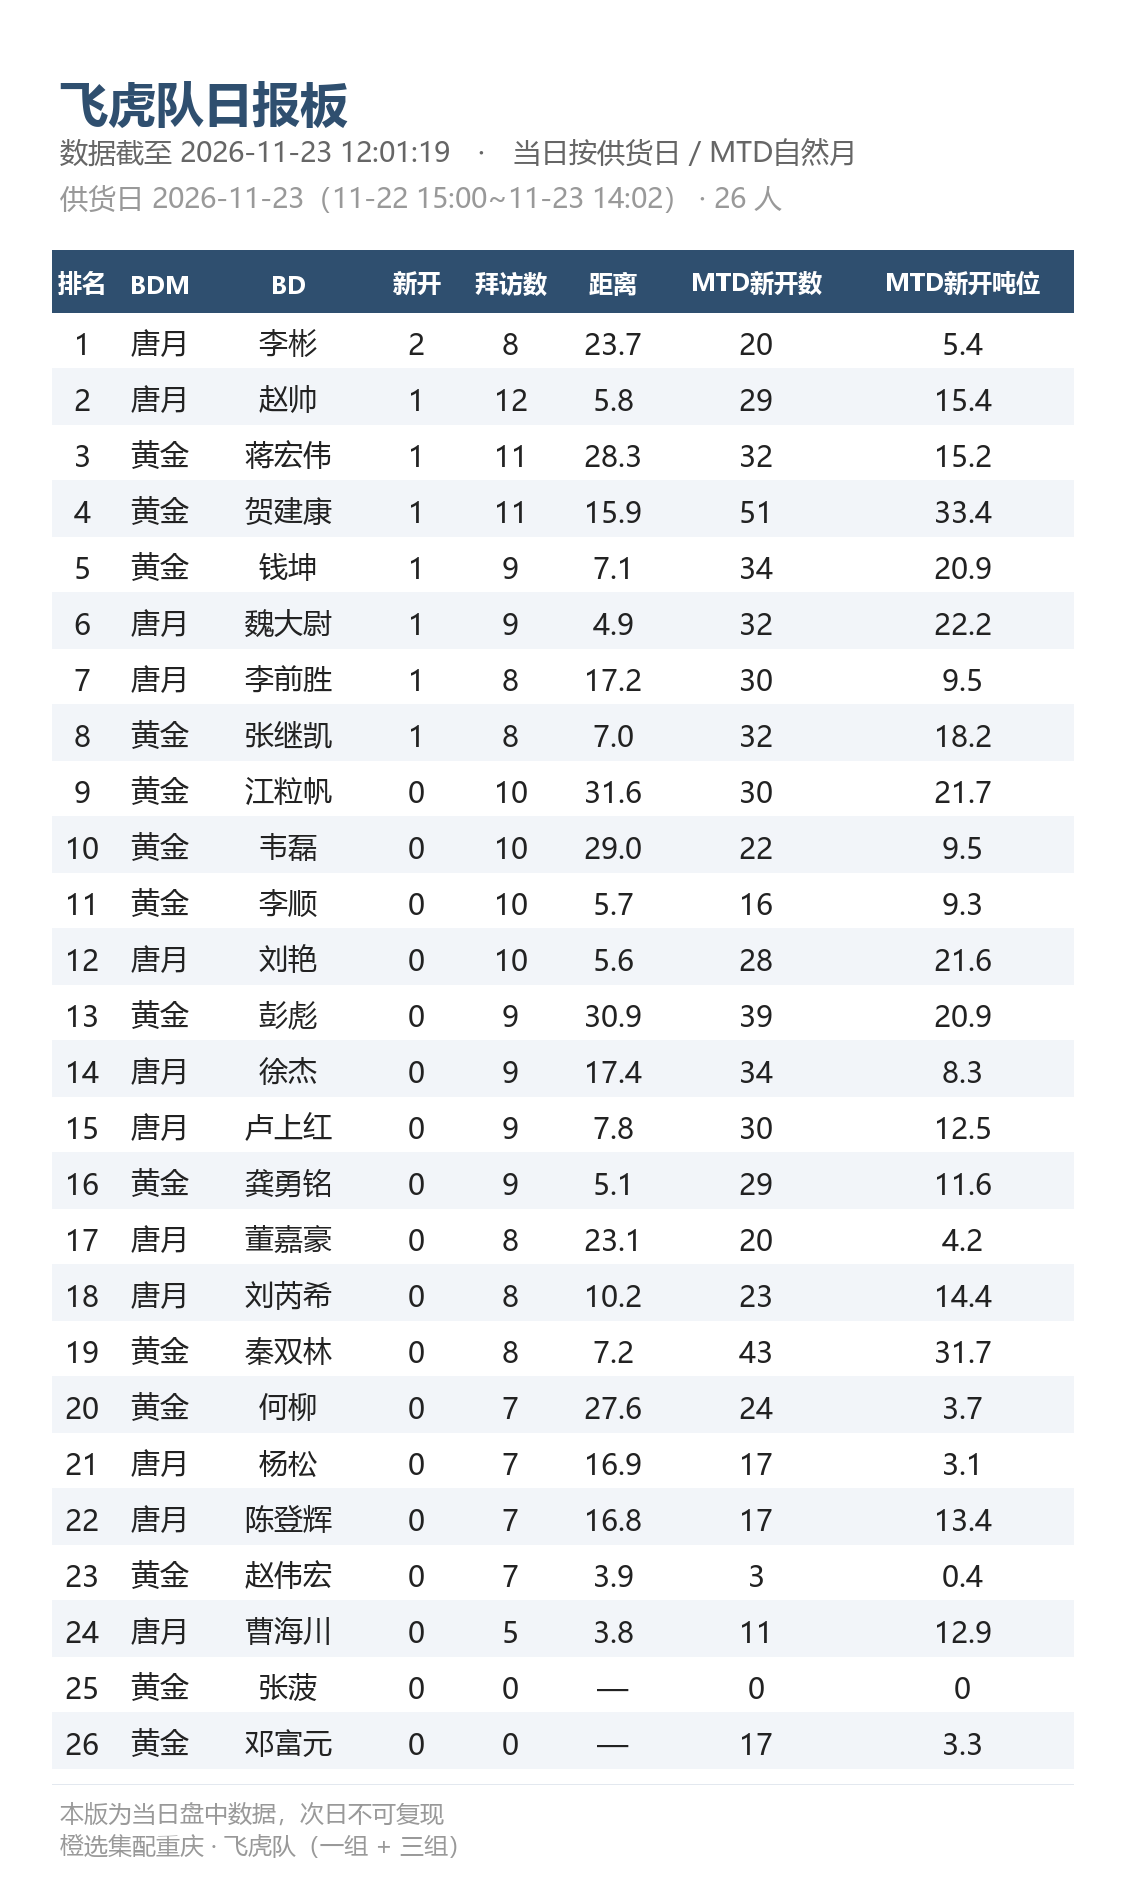 飞虎队日报板
数据截至 2026-11-23 12:01:19 · 当日按供货日 / MTD自然月
供货日 2026-11-23（11-22 15:00~11-23 14:02）· 26 人
排名 BDM BD 新开 拜访数 距离 MTD新开数 MTD新开吨位
1 唐月 李彬 2 8 23.7 20 5.4
2 唐月 赵帅 1 12 5.8 29 15.4
3 黄金 蒋宏伟 1 11 28.3 32 15.2
4 黄金 贺建康 1 11 15.9 51 33.4
5 黄金 钱坤 1 9 7.1 34 20.9
6 唐月 魏大尉 1 9 4.9 32 22.2
7 唐月 李前胜 1 8 17.2 30 9.5
8 黄金 张继凯 1 8 7.0 32 18.2
9 黄金 江粒帆 0 10 31.6 30 21.7
10 黄金 韦磊 0 10 29.0 22 9.5
11 黄金 李顺 0 10 5.7 16 9.3
12 唐月 刘艳 0 10 5.6 28 21.6
13 黄金 彭彪 0 9 30.9 39 20.9
14 唐月 徐杰 0 9 17.4 34 8.3
15 唐月 卢上红 0 9 7.8 30 12.5
16 黄金 龚勇铭 0 9 5.1 29 11.6
17 唐月 董嘉豪 0 8 23.1 20 4.2
18 唐月 刘芮希 0 8 10.2 23 14.4
19 黄金 秦双林 0 8 7.2 43 31.7
20 黄金 何柳 0 7 27.6 24 3.7
21 唐月 杨松 0 7 16.9 17 3.1
22 唐月 陈登辉 0 7 16.8 17 13.4
23 黄金 赵伟宏 0 7 3.9 3 0.4
24 唐月 曹海川 0 5 3.8 11 12.9
25 黄金 张菠 0 0 — 0 0
26 黄金 邓富元 0 0 — 17 3.3
本版为当日盘中数据，次日不可复现
橙选集配重庆 · 飞虎队（一组 + 三组）